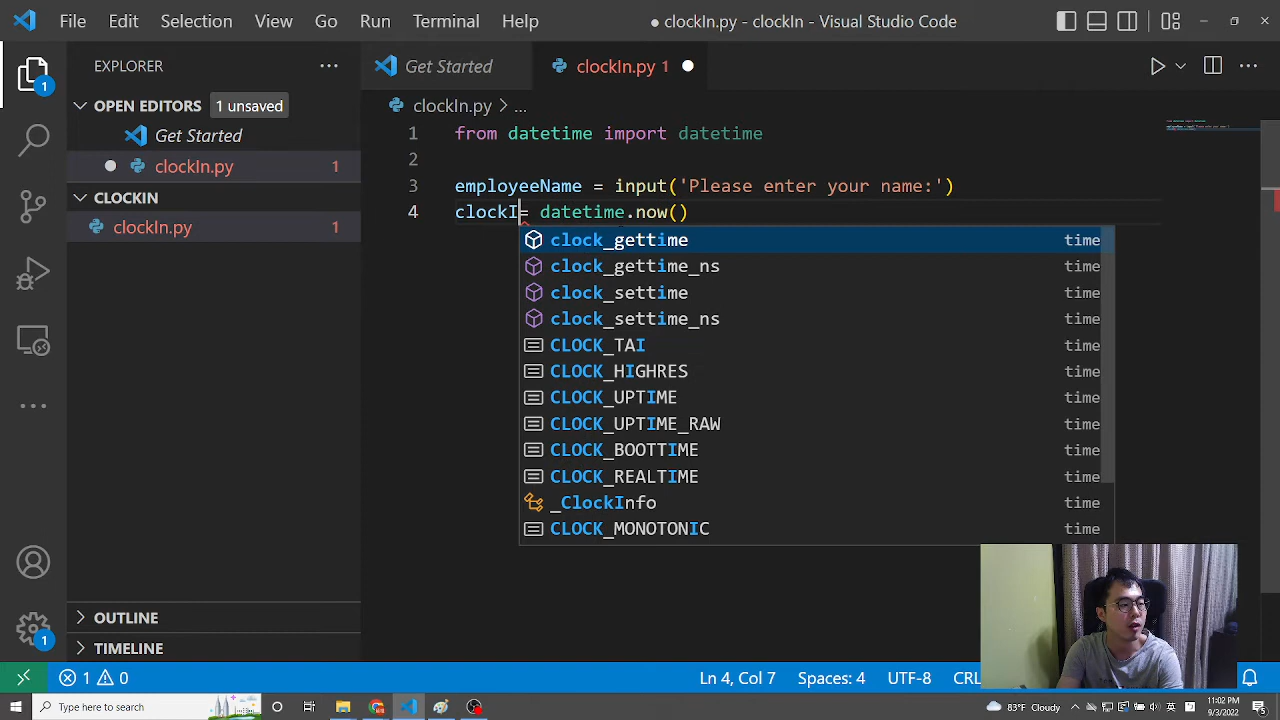 File Edit Selection View Go Run Terminal Help
● clockIn.py - clockIn - Visual Studio Code
EXPLORER
Get Started
clockIn.py 1
OPEN EDITORS 1 unsaved
Get Started
clockIn.py 1
CLOCKIN
clockIn.py 1
OUTLINE
TIMELINE
1
1
clockIn.py > ...
1 from datetime import datetime
2
3 employeeName = input('Please enter your name:')
4 clockI= datetime.now()
clock_gettime time
clock_gettime_ns time
clock_settime time
clock_settime_ns time
CLOCK_TAI time
CLOCK_HIGHRES time
CLOCK_UPTIME time
CLOCK_UPTIME_RAW time
CLOCK_BOOTTIME time
CLOCK_REALTIME time
_ClockInfo time
CLOCK_MONOTONIC time
1 0
Ln 4, Col 7 Spaces: 4 UTF-8 CRL
Type here to search
83°F Cloudy
11:02 PM
9/3/2022